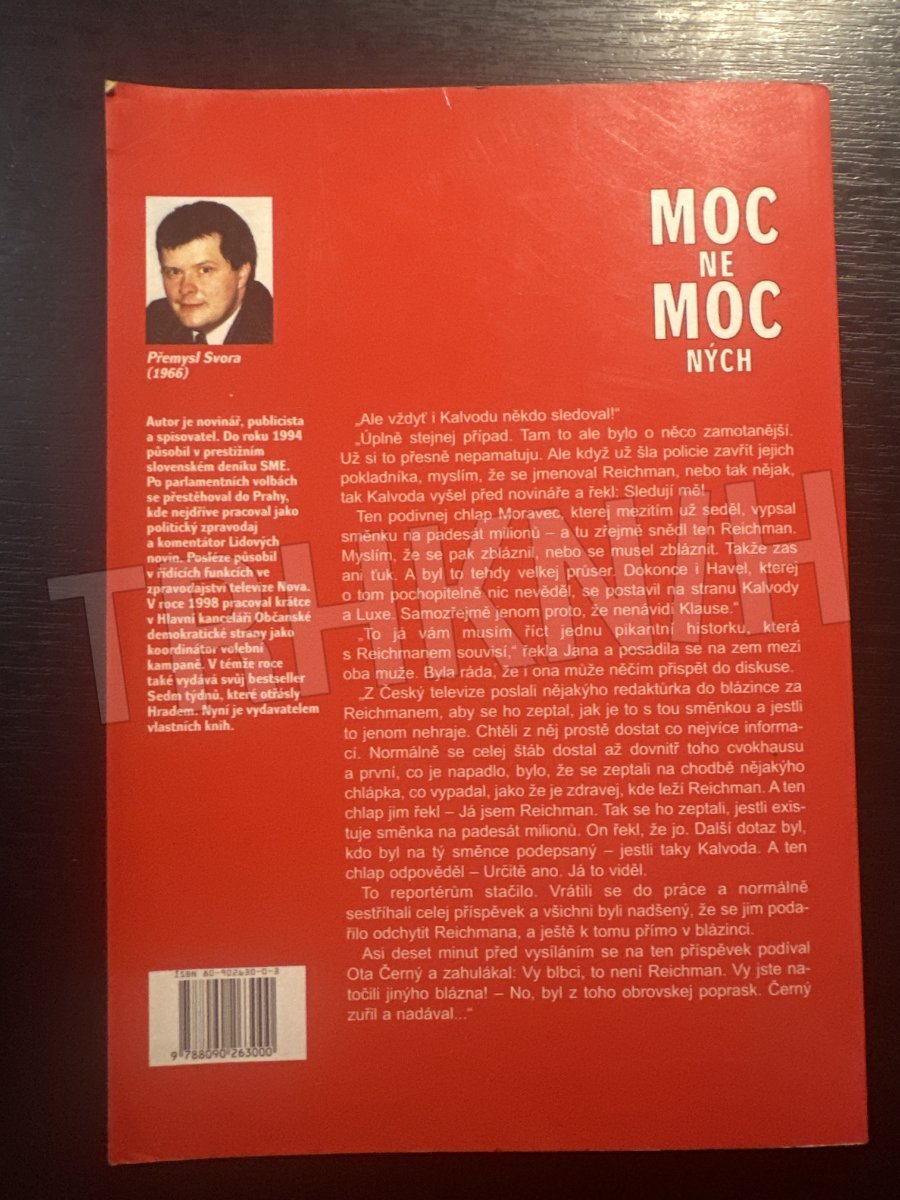 MOC
NE
MOC
NÝCH
Přemysl Svora
(1966)
Autor je novinář, publicista
a spisovatel. Do roku 1994
působil v prestižním
slovenském deníku SME.
Po parlamentních volbách
se přestěhoval do Prahy,
kde nejdříve pracoval jako
politický zpravodaj
a komentátor Lidových
novin. Posléze působil
v řídících funkcích ve
zpravodajství televize Nova.
V roce 1998 pracoval krátce
v Hlavní kanceláři Občanské
demokratické strany jako
koordinátor volební
kampaně. V témže roce
také vydává svůj bestseller
Sedm týdnů, které otřásly
Hradem. Nyní je vydavatelem
vlastních knih.
„Ale vždyť i Kalvodu někdo sledoval!"
„Úplně stejnej případ. Tam to ale bylo o něco zamotanější.
Už si to přesně nepamatuju. Ale když už šla policie zavřít jejich
pokladníka, myslím, že se jmenoval Reichman, nebo tak nějak,
tak Kalvoda vyšel před novináře a řekl: Sledují mě!
Ten podivnej chlap Moravec, kterej mezitím už seděl, vypsal
směnku na padesát milionů – a tu zřejmě snědl ten Reichman.
Myslím, že se pak zbláznil, nebo se musel zbláznit. Takže zas
ani ťuk. A byl to tehdy velkej průser. Dokonce i Havel, kterej
o tom pochopitelně nic nevěděl, se postavil na stranu Kalvody
a Luxe. Samozřejmě jenom proto, že nenávidí Klause."
„To já vám musím říct jednu pikantní historku, která
s Reichmanem souvisí,“ řekla Jana a posadila se na zem mezi
oba muže. Byla ráda, že i ona může něčím přispět do diskuse.
„Z Český televize poslali nějakýho redaktůrka do blázince za
Reichmanem, aby se ho zeptal, jak je to s tou směnkou a jestli
to jenom nehraje. Chtěli z něj prostě dostat co nejvíce informa-
cí. Normálně se celej štáb dostal až dovnitř toho cvokhausu
a první, co je napadlo, bylo, že se zeptali na chodbě nějakýho
chlápka, co vypadal, jako že je zdravej, kde leží Reichman. A ten
chlap jim řekl – Já jsem Reichman. Tak se ho zeptali, jestli exis-
tuje směnka na padesát milionů. On řekl, že jo. Další dotaz byl,
kdo byl na tý směnce podepsaný – jestli taky Kalvoda. A ten
chlap odpověděl – Určitě ano. Já to viděl.
To reportérům stačilo. Vrátili se do práce a normálně
sestříhali celej příspěvek a všichni byli nadšený, že se jim poda-
řilo odchytit Reichmana, a ještě k tomu přímo v blázinci.
Asi deset minut před vysíláním se na ten příspěvek podíval
Ota Černý a zahulákal: Vy blbci, to není Reichman. Vy jste na-
točili jinýho blázna! – No, byl z toho obrovskej poprask. Černý
zuřil a nadával..."
ISBN 80-902630-0-3
9 788090 263000
TRHKNIH